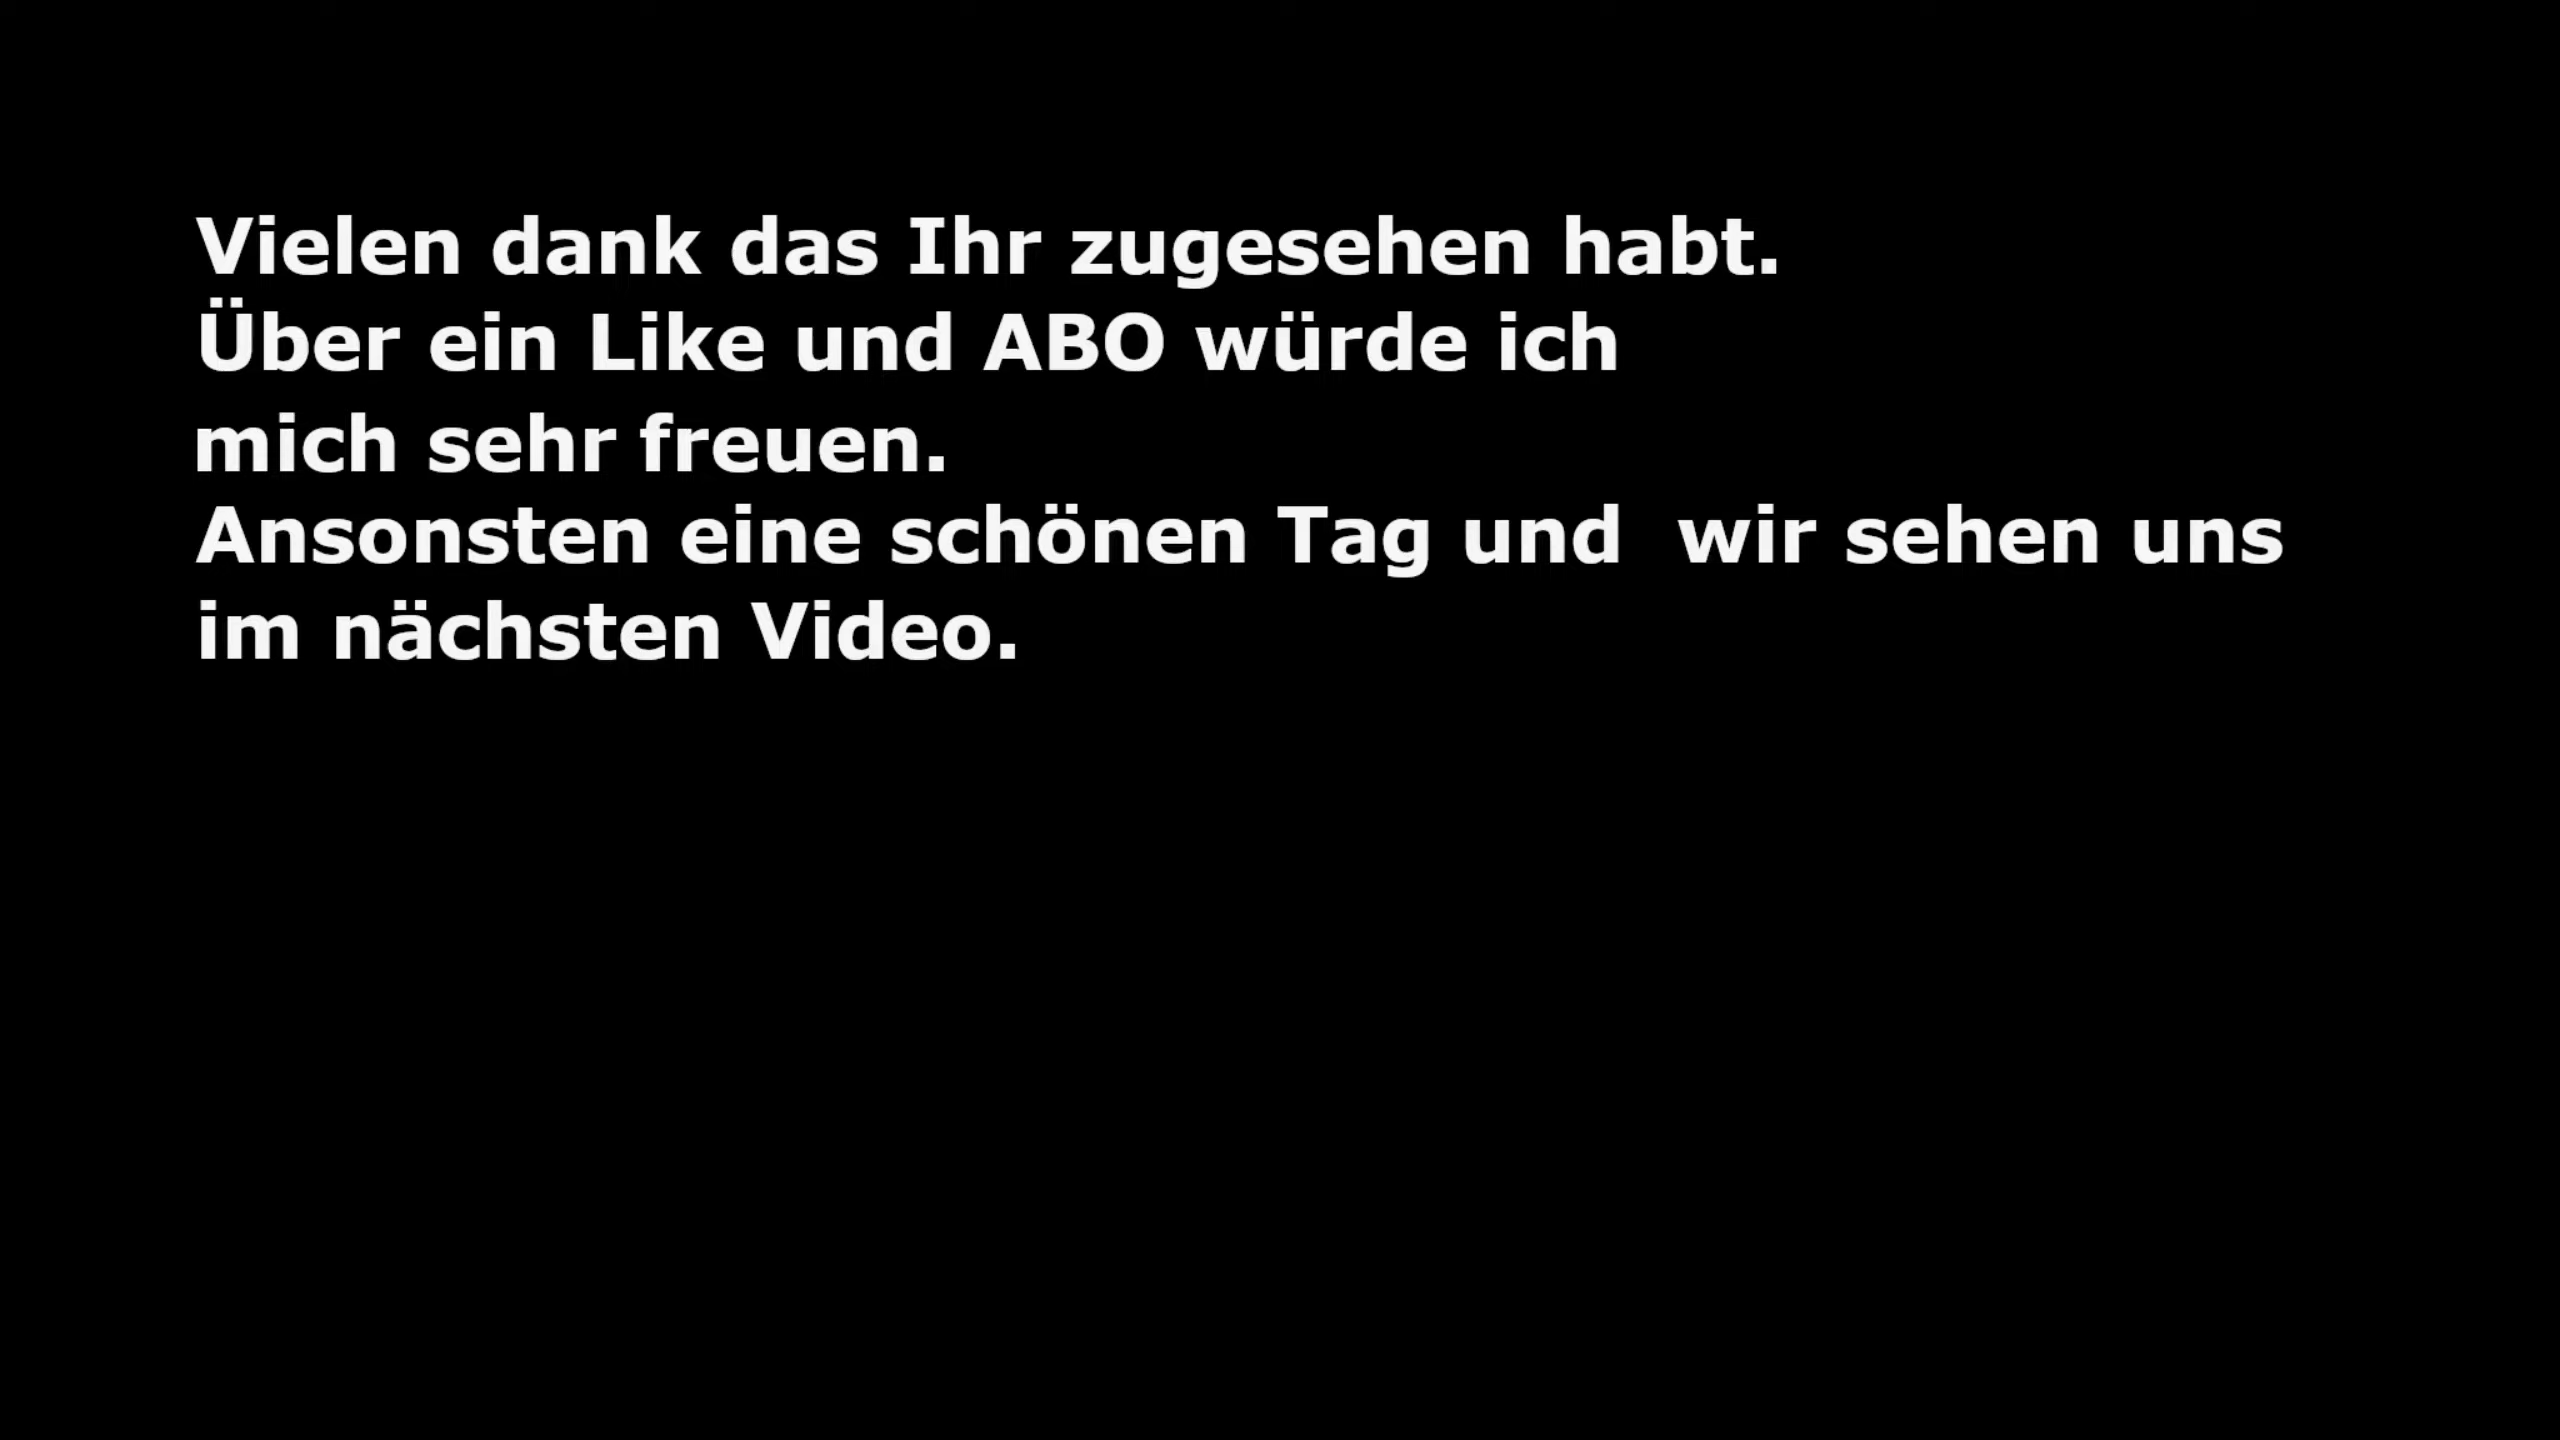 Vielen dank das Ihr zugesehen habt.
Über ein Like und ABO würde ich
mich sehr freuen.
Ansonsten eine schönen Tag und  wir sehen uns
im nächsten Video.